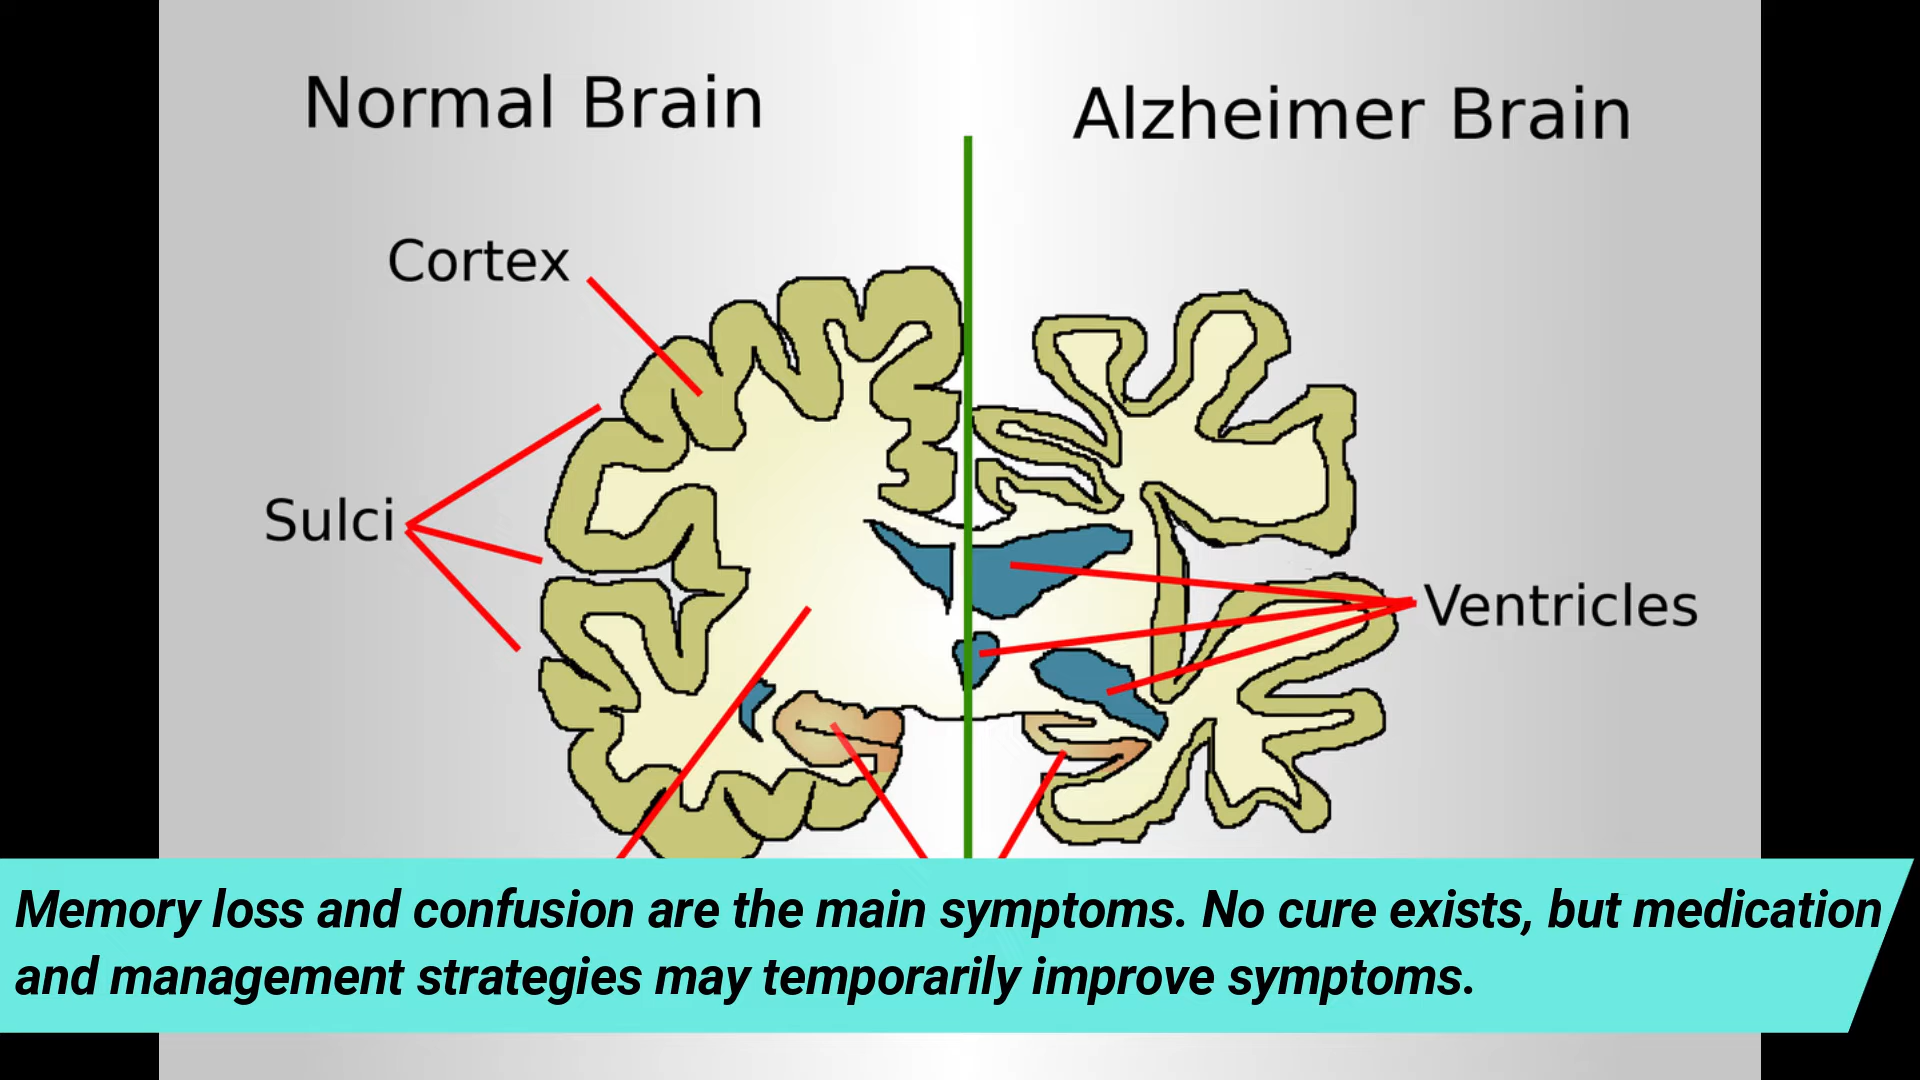 Normal Brain
Alzheimer Brain
Cortex
Sulci
Ventricles
Memory loss and confusion are the main symptoms. No cure exists, but medication
and management strategies may temporarily improve symptoms.